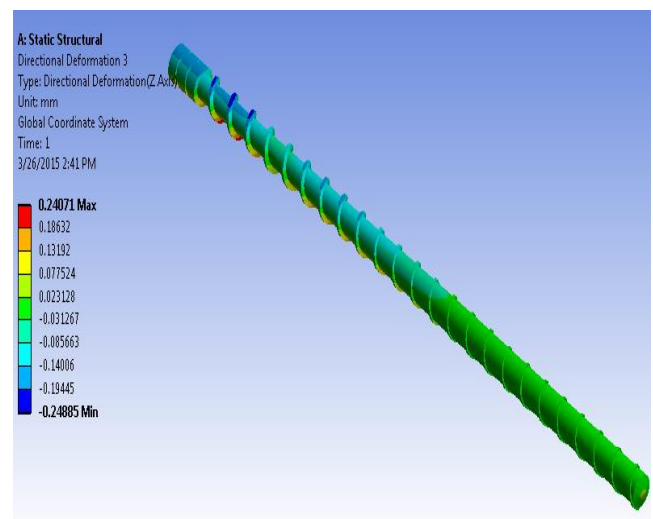 A: Static Structural
Directional Deformation 3
Type: Directional Deformation(Z Axis)
Unit: mm
Global Coordinate System
Time: 1
3/26/2015 2:41 PM
0.24071 Max
0.18632
0.13192
0.077524
0.023128
-0.031267
-0.085663
-0.14006
-0.19445
-0.24885 Min